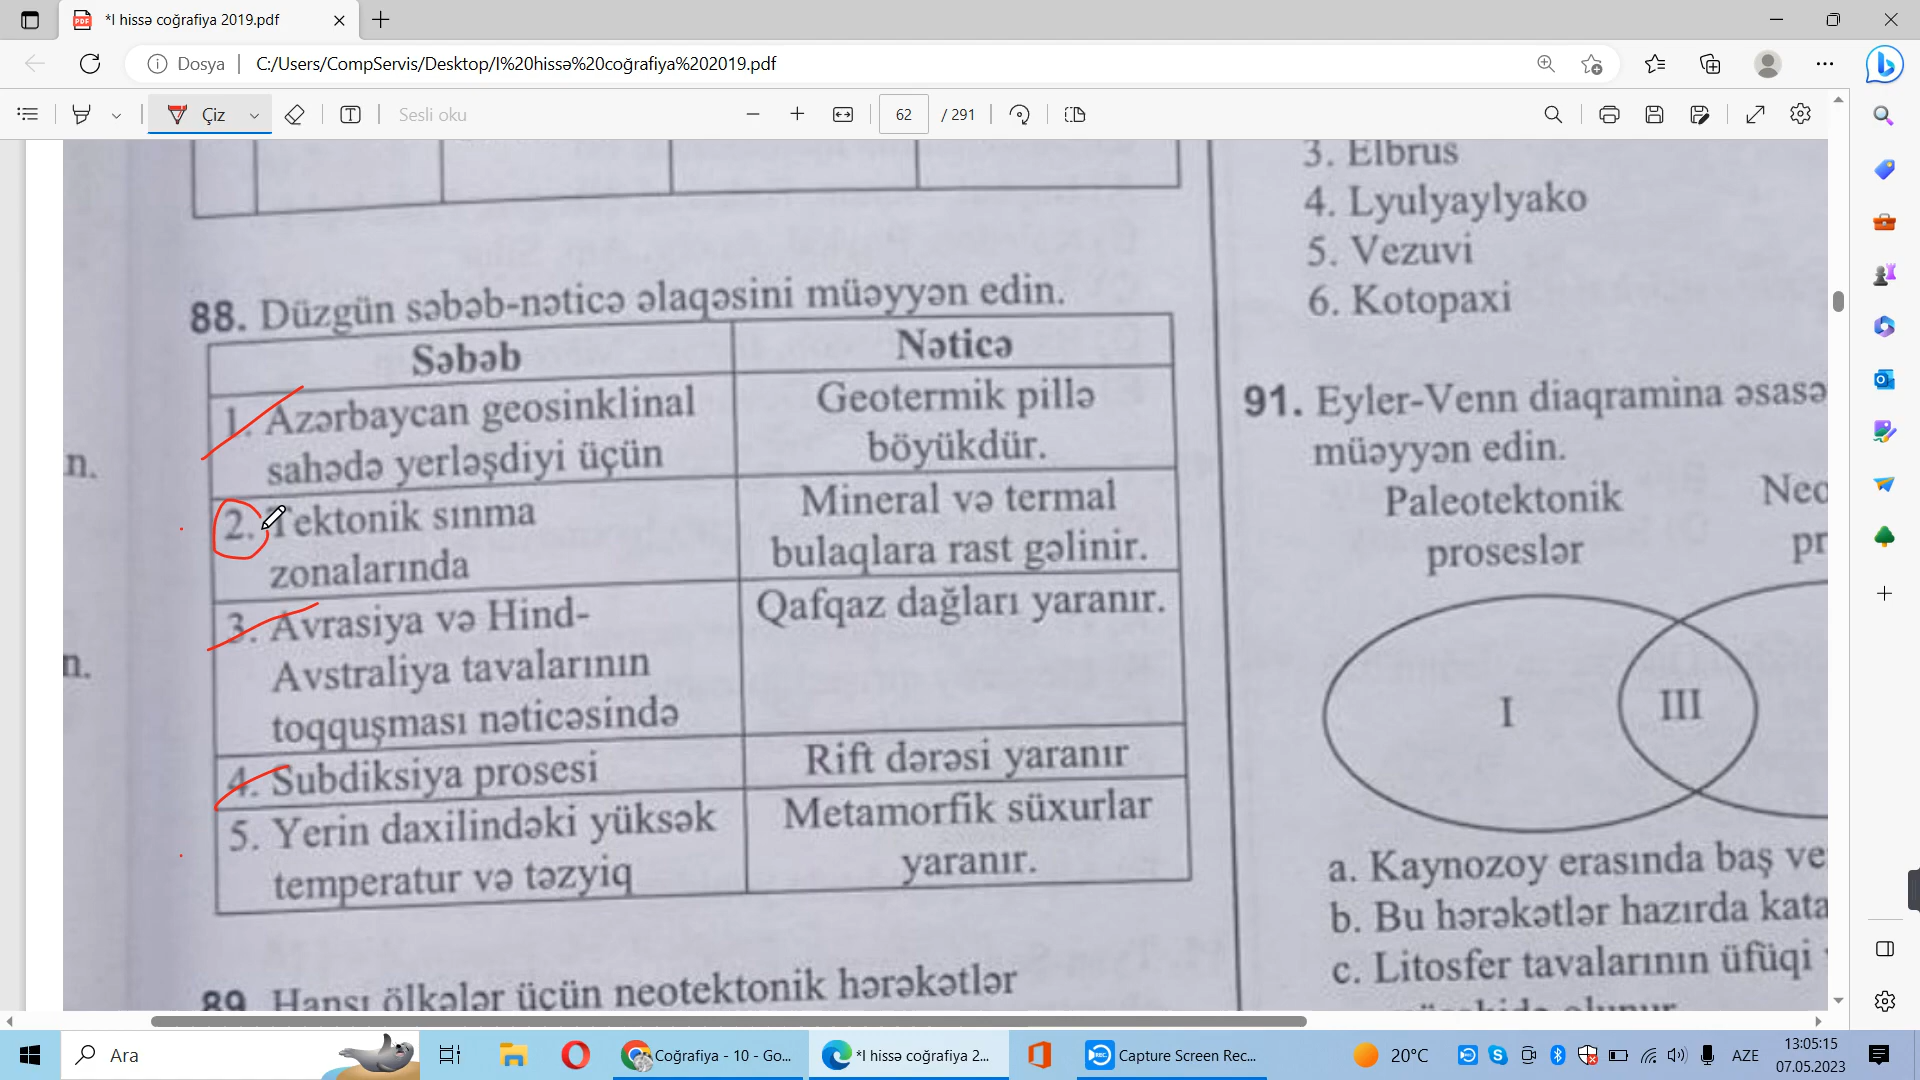 *I hissə coğrafiya 2019.pdf
Dosya
C:/Users/CompServis/Desktop/I%20hissə%20coğrafiya%202019.pdf
Çiz
Sesli oku
62
/ 291
3. Elbrus
4. Lyulyaylyako
5. Vezuvi
6. Kotopaxi
88. Düzgün səbəb-nəticə əlaqəsini müəyyən edin.
Səbəb
Nəticə
1. Azərbaycan geosinklinal
sahədə yerləşdiyi üçün
Geotermik pillə
böyükdür.
2. Tektonik sınma
zonalarında
Mineral və termal
bulaqlara rast gəlinir.
3. Avrasiya və Hind-
Avstraliya tavalarının
toqquşması nəticəsində
Qafqaz dağları yaranır.
4. Subdiksiya prosesi
Rift dərəsi yaranır
5. Yerin daxilindəki yüksək
temperatur və təzyiq
Metamorfik süxurlar
yaranır.
89. Hansı ölkələr üçün neotektonik hərəkətlər
n.
n.
91. Eyler-Venn diaqramina əsasə
müəyyən edin.
Paleotektonik
proseslər
Neo
pr
I
III
a. Kaynozoy erasında baş ve
b. Bu hərəkətlər hazırda kata
c. Litosfer tavalarının üfüqi
Ara
Coğrafiya - 10 - Go...
*I hissə coğrafiya 2...
Capture Screen Rec...
20°C
AZE
13:05:15
07.05.2023